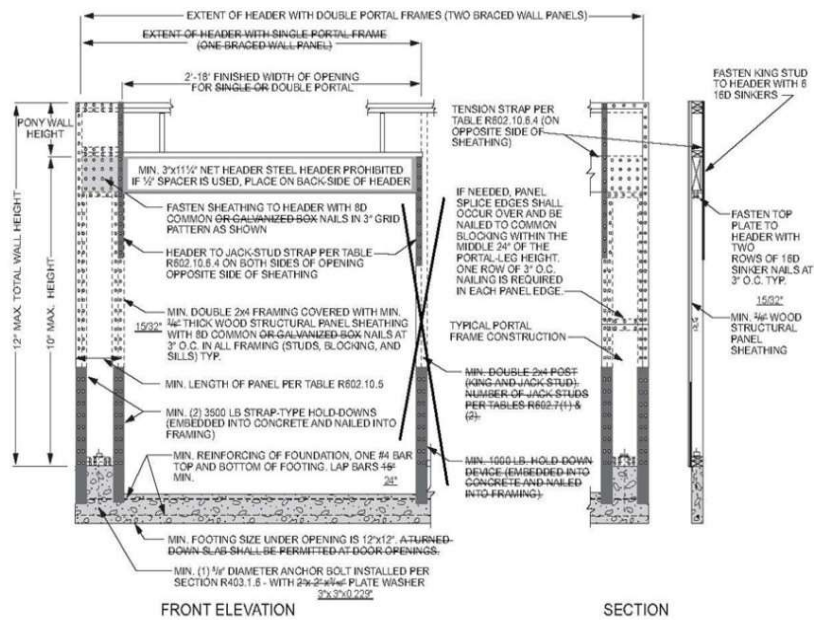 EXTENT OF HEADER WITH DOUBLE PORTAL FRAMES (TWO BRACED WALL PANELS)
EXTENT OF HEADER WITH SINGLE PORTAL FRAME
(ONE BRACED WALL PANEL)
2'-18' FINISHED WIDTH OF OPENING
FOR SINGLE OR DOUBLE PORTAL
PONY WALL
HEIGHT
12" MAX. TOTAL WALL HEIGHT
10" MAX. HEIGHT
MIN. 3"x11¼" NET HEADER STEEL HEADER PROHIBITED
IF ½" SPACER IS USED, PLACE ON BACK-SIDE OF HEADER
FASTEN SHEATHING TO HEADER WITH 8D
COMMON OR GALVANIZED BOX NAILS IN 3" GRID
PATTERN AS SHOWN
HEADER TO JACK-STUD STRAP PER TABLE
R602.10.6.4 ON BOTH SIDES OF OPENING
OPPOSITE SIDE OF SHEATHING
MIN. DOUBLE 2x4 FRAMING COVERED WITH MIN.
15/32"
THICK WOOD STRUCTURAL PANEL SHEATHING
WITH 8D COMMON OR GALVANIZED BOX NAILS AT
3" O.C. IN ALL FRAMING (STUDS, BLOCKING, AND
SILLS) TYP.
MIN. LENGTH OF PANEL PER TABLE R602.10.5
MIN. (2) 3500 LB STRAP-TYPE HOLD-DOWNS
(EMBEDDED INTO CONCRETE AND NAILED INTO
FRAMING)
MIN. REINFORCING OF FOUNDATION, ONE #4 BAR
TOP AND BOTTOM OF FOOTING. LAP BARS 15"
24"
MIN.
MIN. FOOTING SIZE UNDER OPENING IS 12"x12". A TURNED-
DOWN SLAB SHALL BE PERMITTED AT DOOR OPENINGS.
MIN. (1) ⅝" DIAMETER ANCHOR BOLT INSTALLED PER
SECTION R403.1.6 - WITH PLATE WASHER
3"x3"x0.229"
FRONT ELEVATION
TENSION STRAP PER
TABLE R602.10.6.4 (ON
OPPOSITE SIDE OF
SHEATHING)
IF NEEDED, PANEL
SPLICE EDGES SHALL
OCCUR OVER AND BE
NAILED TO COMMON
BLOCKING WITHIN THE
MIDDLE 24" OF THE
PORTAL-LEG HEIGHT.
ONE ROW OF 3" O.C.
NAILING IS REQUIRED
IN EACH PANEL EDGE.
TYPICAL PORTAL
FRAME CONSTRUCTION
MIN. DOUBLE 2x4 POST
(KING AND JACK STUD).
NUMBER OF JACK STUDS
PER TABLES R602.7(1) &
(2).
MIN. 1000 LB. HOLD DOWN
DEVICE (EMBEDDED INTO
CONCRETE AND NAILED
INTO FRAMING)
FASTEN KING STUD
TO HEADER WITH 6
16D SINKERS
FASTEN TOP
PLATE TO
HEADER WITH
TWO
ROWS OF 16D
SINKER NAILS AT
3" O.C. TYP.
15/32"
MIN. WOOD
STRUCTURAL
PANEL
SHEATHING
SECTION